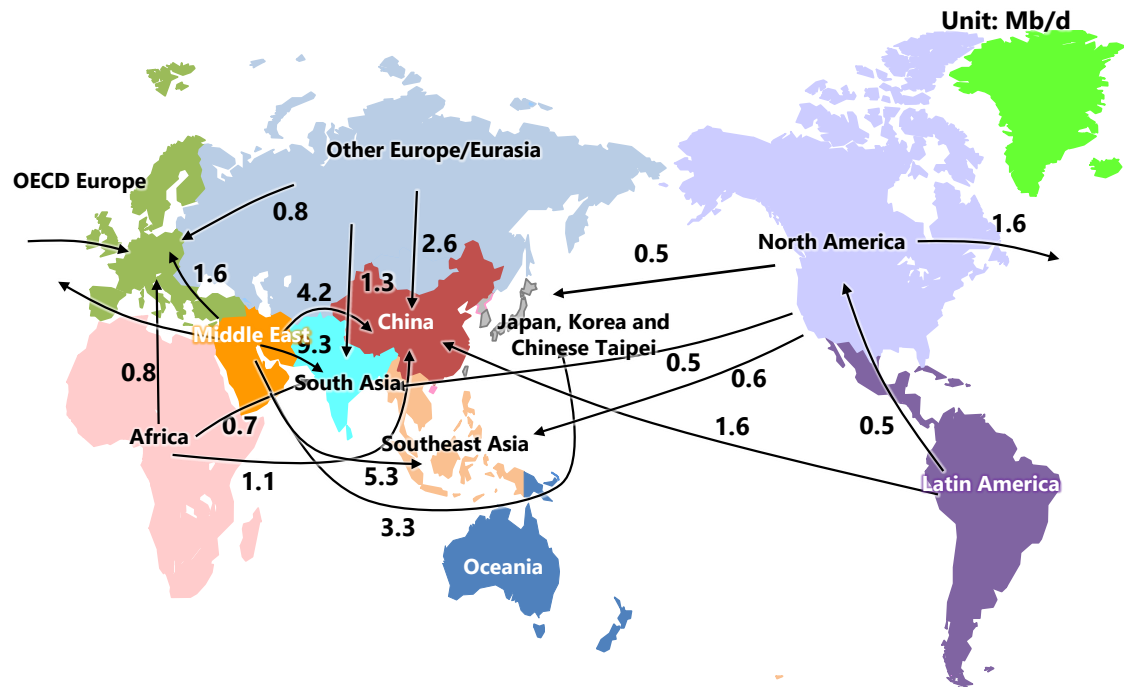 Unit: Mb/d
Other Europe/Eurasia
OECD Europe
0.8
1.6
2.6
North America
0.5
1.6
4.2
1.3
Middle East
China
Japan, Korea and
Chinese Taipei
9.3
0.5
0.8
South Asia
0.6
0.7
1.6
0.5
Africa
Southeast Asia
1.1
5.3
Latin America
3.3
Oceania